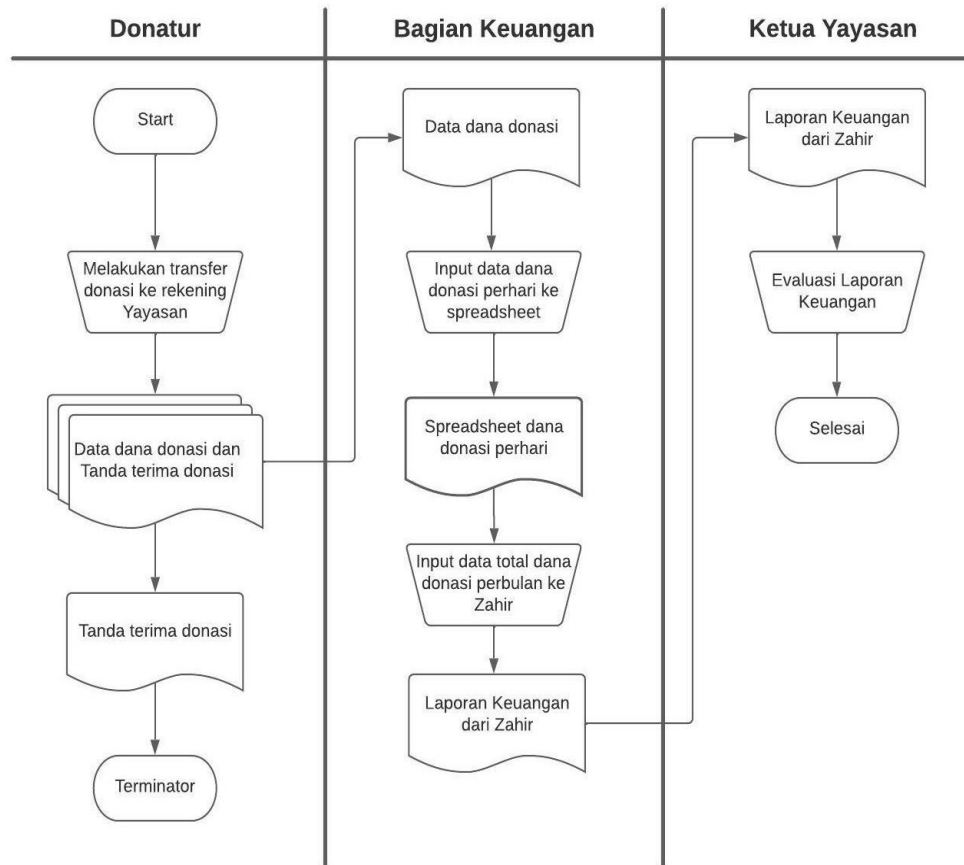 Donatur
Bagian Keuangan
Ketua Yayasan
Start
Melakukan transfer
donasi ke rekening
Yayasan
Data dana donasi dan
Tanda terima donasi
Tanda terima donasi
Terminator
Data dana donasi
Input data dana
donasi perhari ke
spreadsheet
Spreadsheet dana
donasi perhari
Input data total dana
donasi perbulan ke
Zahir
Laporan Keuangan
dari Zahir
Laporan Keuangan
dari Zahir
Evaluasi Laporan
Keuangan
Selesai